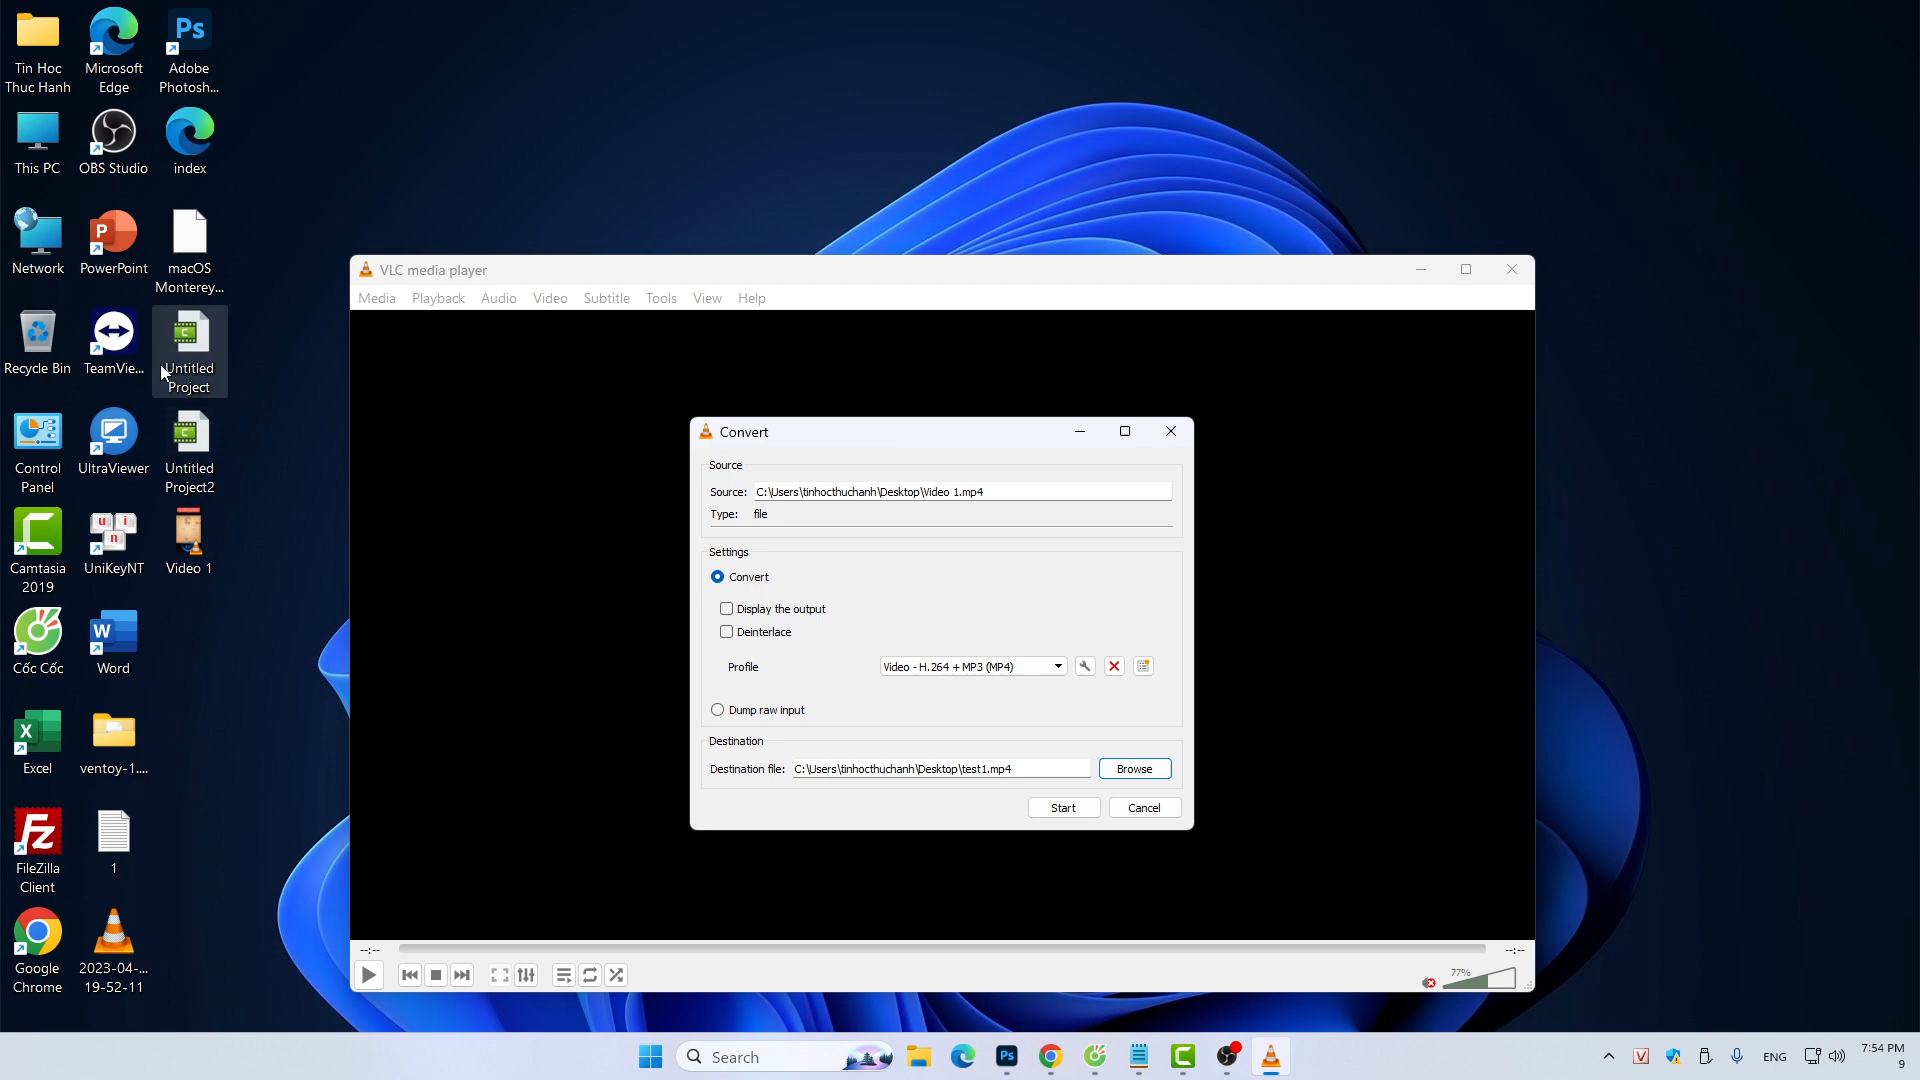 Tin Hoc
Thuc Hanh
Microsoft
Edge
Ps
Adobe
Photosh...
This PC
OBS Studio
index
Network
P
PowerPoint
macOS
Monterey...
Recycle Bin
TeamVie...
C
Untitled
Project
Control
Panel
UltraViewer
C
Untitled
Project2
Camtasia
2019
u i
n
UniKeyNT
Video 1
Cốc Cốc
W
Word
X
Excel
ventoy-1....
Fz
FileZilla
Client
1
Google
Chrome
2023-04-...
19-52-11
VLC media player
Media Playback Audio Video Subtitle Tools View Help
Convert
Source
Source: C:\Users\tinhocthuchanh\Desktop\Video 1.mp4
Type: file
Settings
Convert
Display the output
Deinterlace
Profile Video - H.264 + MP3 (MP4)
Dump raw input
Destination
Destination file: C:\Users\tinhocthuchanh\Desktop\test1.mp4 Browse
Start Cancel
--:-- --:--
77%
Search
Ps
V
ENG
7:54 PM
9